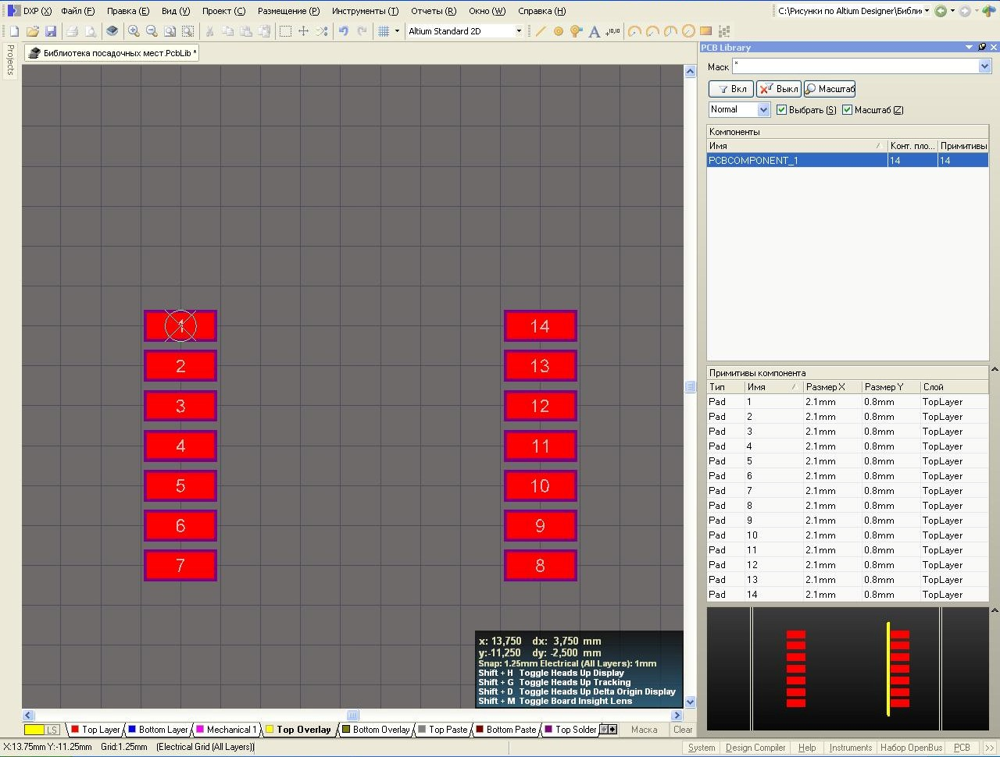 DXP (X) Файл (F) Правка (E) Вид (V) Проект (C) Размещение (P) Инструменты (T) Отчеты (R) Окно (W) Справка (H) C:\Рисунки по Altium Designer\Библи
Altium Standard 2D
+10,10
Projects
Библиотека посадочных мест.PcbLib *
PCB Library
Маск *
Вкл Выкл Масштаб
Normal Выбрать (S) Масштаб (Z)
Компоненты
Имя Конт. пло... Примитивы
PCBCOMPONENT_1 14 14
1 14
2 13
3 12
4 11
5 10
6 9
7 8
Примитивы компонента
Тип Имя Размер X Размер Y Слой
Pad 1 2.1mm 0.8mm TopLayer
Pad 2 2.1mm 0.8mm TopLayer
Pad 3 2.1mm 0.8mm TopLayer
Pad 4 2.1mm 0.8mm TopLayer
Pad 5 2.1mm 0.8mm TopLayer
Pad 6 2.1mm 0.8mm TopLayer
Pad 7 2.1mm 0.8mm TopLayer
Pad 8 2.1mm 0.8mm TopLayer
Pad 9 2.1mm 0.8mm TopLayer
Pad 10 2.1mm 0.8mm TopLayer
Pad 11 2.1mm 0.8mm TopLayer
Pad 12 2.1mm 0.8mm TopLayer
Pad 13 2.1mm 0.8mm TopLayer
Pad 14 2.1mm 0.8mm TopLayer
x: 13,750 dx: 3,750 mm
y:-11,250 dy: -2,500 mm
Snap: 1.25mm Electrical (All Layers): 1mm
Shift + H Toggle Heads Up Display
Shift + G Toggle Heads Up Tracking
Shift + D Toggle Heads Up Delta Origin Display
Shift + M Toggle Board Insight Lens
LS Top Layer Bottom Layer Mechanical 1 Top Overlay Bottom Overlay Top Paste Bottom Paste Top Solder Маска Clear
X:13.75mm Y:-11.25mm Grid:1.25mm (Electrical Grid (All Layers)) System Design Compiler Help Instruments Набор OpenBus PCB >>